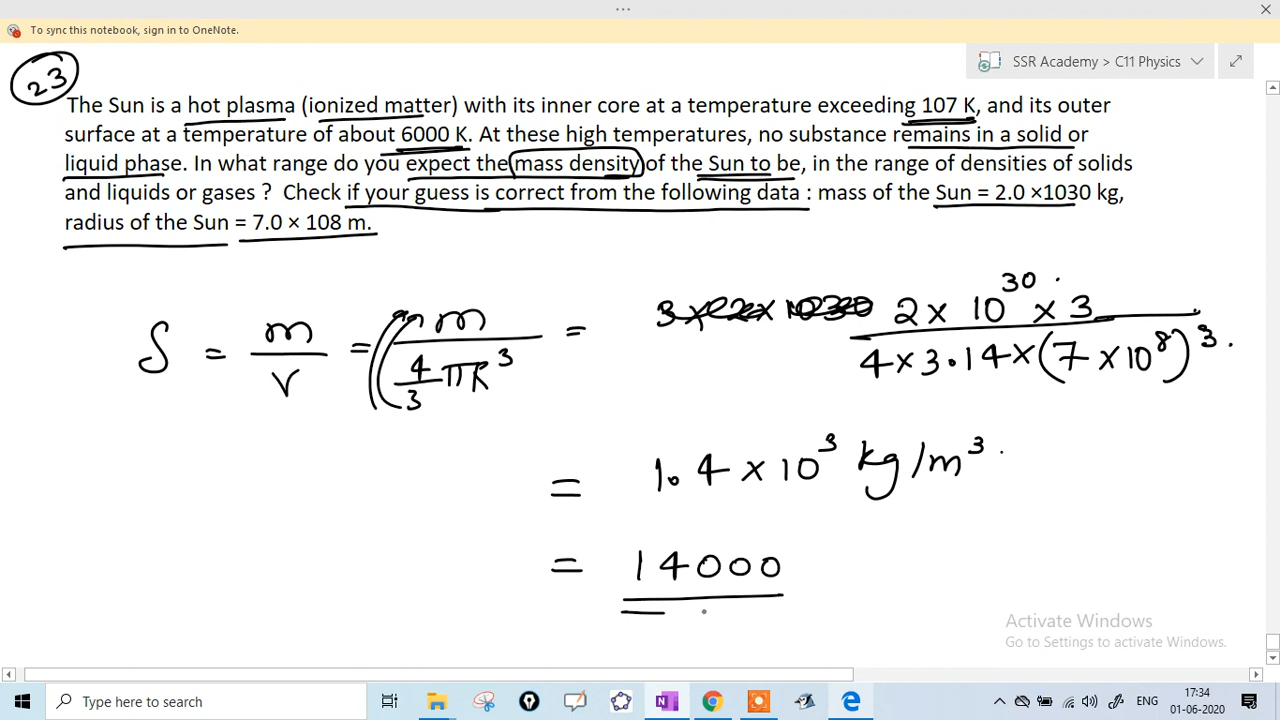 To sync this notebook, sign in to OneNote.
SSR Academy > C11 Physics
23
The Sun is a hot plasma (ionized matter) with its inner core at a temperature exceeding 107 K, and its outer
surface at a temperature of about 6000 K. At these high temperatures, no substance remains in a solid or
liquid phase. In what range do you expect the mass density of the Sun to be, in the range of densities of solids
and liquids or gases ? Check if your guess is correct from the following data : mass of the Sun = 2.0 ×1030 kg,
radius of the Sun = 7.0 × 108 m.
S = m/v = m/(4/3 πR³) = 2 × 10³⁰ × 3 / 4 × 3.14 × (7 × 10⁸)³
= 1.4 × 10³ kg/m³.
= 14000
Activate Windows
Go to Settings to activate Windows.
Type here to search
ENG
17:34
01-06-2020